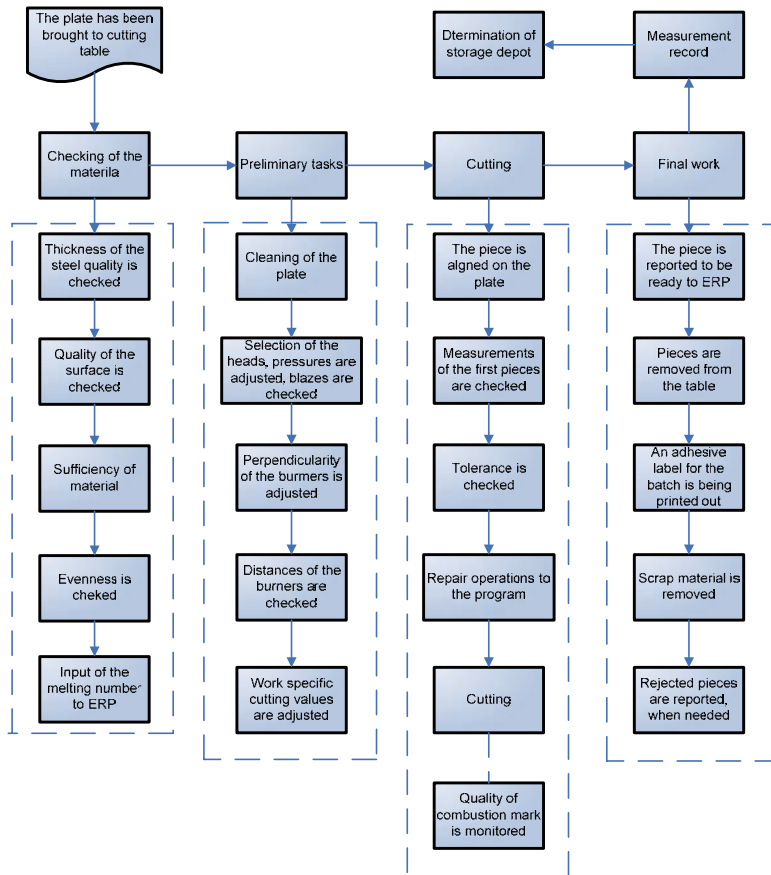 The plate has been
brought to cutting
table
Dtermination of
storage depot
Measurement
record
Checking of the
materila
Preliminary tasks
Cutting
Final work
Thickness of the
steel quality is
checked
Quality of the
surface is
checked
Sufficiency of
material
Evenness is
cheked
Input of the
melting number
to ERP
Cleaning of the
plate
Selection of the
heads, pressures are
adjusted, blazes are
checked
Perpendicularity
of the burmers is
adjusted
Distances of the
burners are
checked
Work specific
cutting values
are adjusted
The piece is
algned on the
plate
Measurements
of the first pieces
are checked
Tolerance is
checked
Repair operations to
the program
Cutting
Quality of
combustion mark
is monitored
The piece is
reported to be
ready to ERP
Pieces are
removed from
the table
An adhesive
label for the
batch is being
printed out
Scrap material is
removed
Rejected pieces
are reported,
when needed